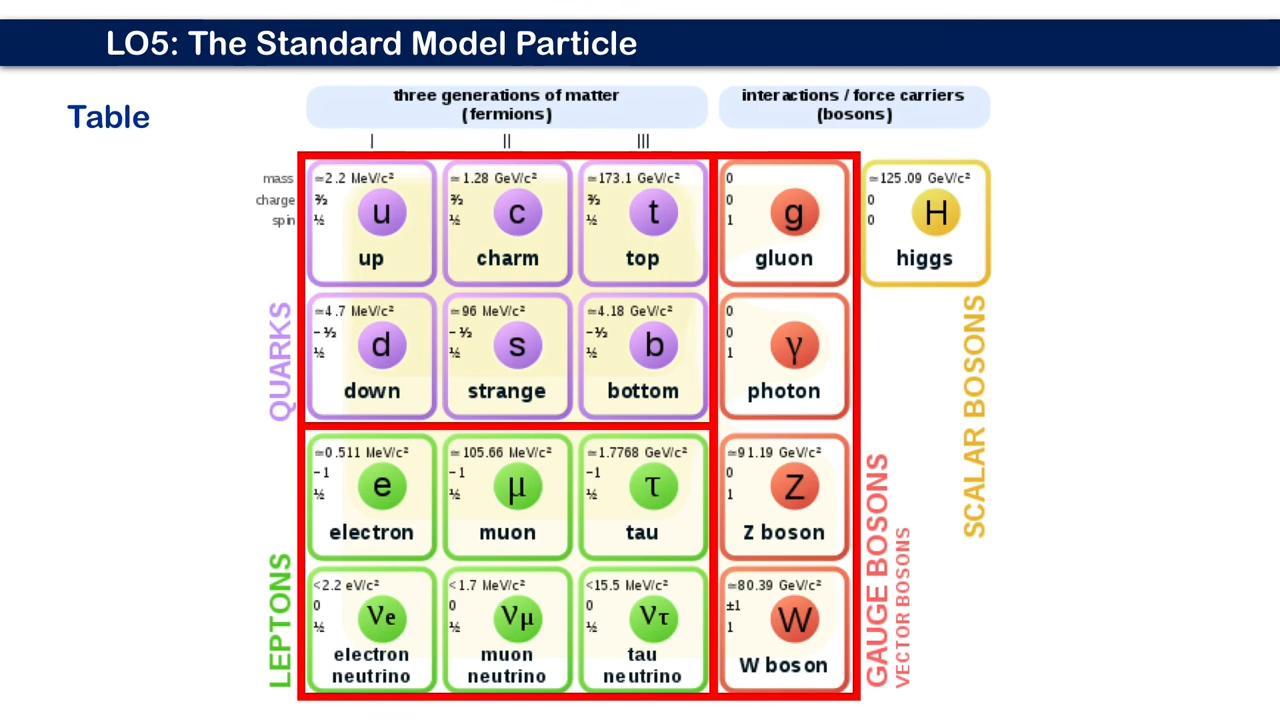 LO5: The Standard Model Particle
Table
three generations of matter
(fermions)
interactions / force carriers
(bosons)
I
II
III
mass
charge
spin
≃2.2 MeV/c²
⅔
½
u
up
≃1.28 GeV/c²
⅔
½
c
charm
≃173.1 GeV/c²
⅔
½
t
top
0
0
1
g
gluon
≃125.09 GeV/c²
0
0
H
higgs
QUARKS
≃4.7 MeV/c²
−⅓
½
d
down
≃96 MeV/c²
−⅓
½
s
strange
≃4.18 GeV/c²
−⅓
½
b
bottom
0
0
1
γ
photon
SCALAR BOSONS
LEPTONS
≃0.511 MeV/c²
−1
½
e
electron
≃105.66 MeV/c²
−1
½
μ
muon
≃1.7768 GeV/c²
−1
½
τ
tau
≃91.19 GeV/c²
0
1
Z
Z boson
GAUGE BOSONS
VECTOR BOSONS
<2.2 eV/c²
0
½
νe
electron
neutrino
<1.7 MeV/c²
0
½
νμ
muon
neutrino
<15.5 MeV/c²
0
½
ντ
tau
neutrino
≃80.39 GeV/c²
±1
1
W
W boson